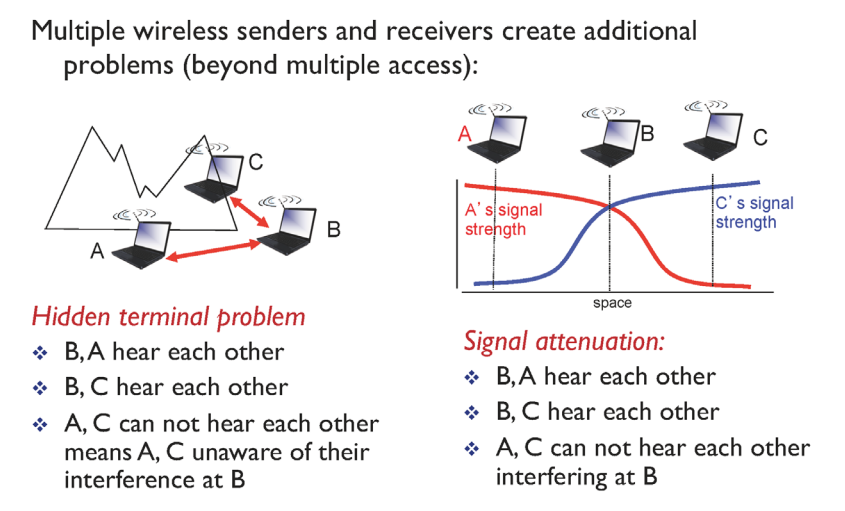 Multiple wireless senders and receivers create additional
problems (beyond multiple access):
C
B
A
Hidden terminal problem
❖ B, A hear each other
❖ B, C hear each other
❖ A, C can not hear each other
means A, C unaware of their
interference at B
A
B
C
A's signal
strength
C's signal
strength
space
Signal attenuation:
❖ B, A hear each other
❖ B, C hear each other
❖ A, C can not hear each other
interfering at B